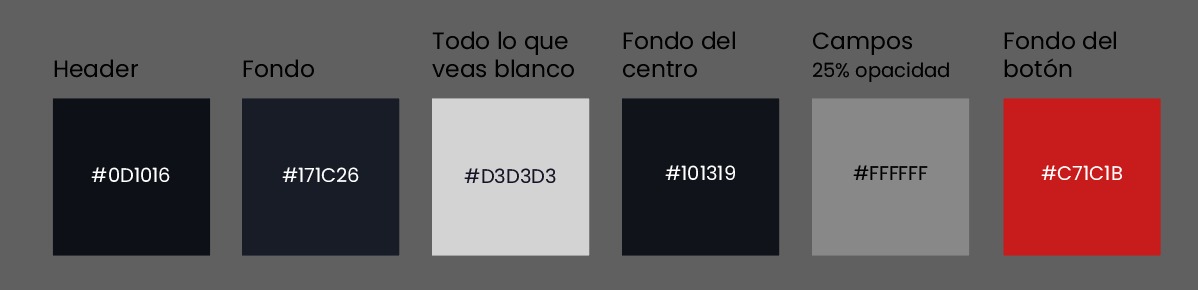 Header
Fondo
Todo lo que
veas blanco
Fondo del
centro
Campos
25% opacidad
Fondo del
botón
#0D1016
#171C26
#D3D3D3
#101319
#FFFFFF
#C71C1B